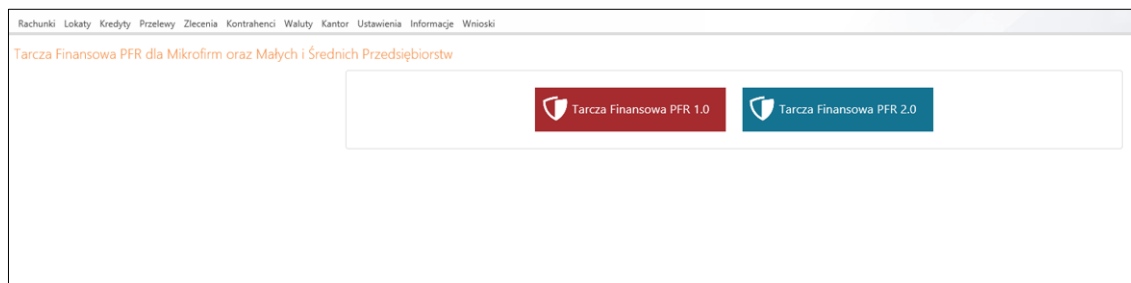 Rachunki Lokaty Kredyty Przelewy Zlecenia Kontrahenci Waluty Kantor Ustawienia Informacje Wnioski
Tarcza Finansowa PFR dla Mikrofirm oraz Małych i Średnich Przedsiębiorstw
Tarcza Finansowa PFR 1.0 Tarcza Finansowa PFR 2.0